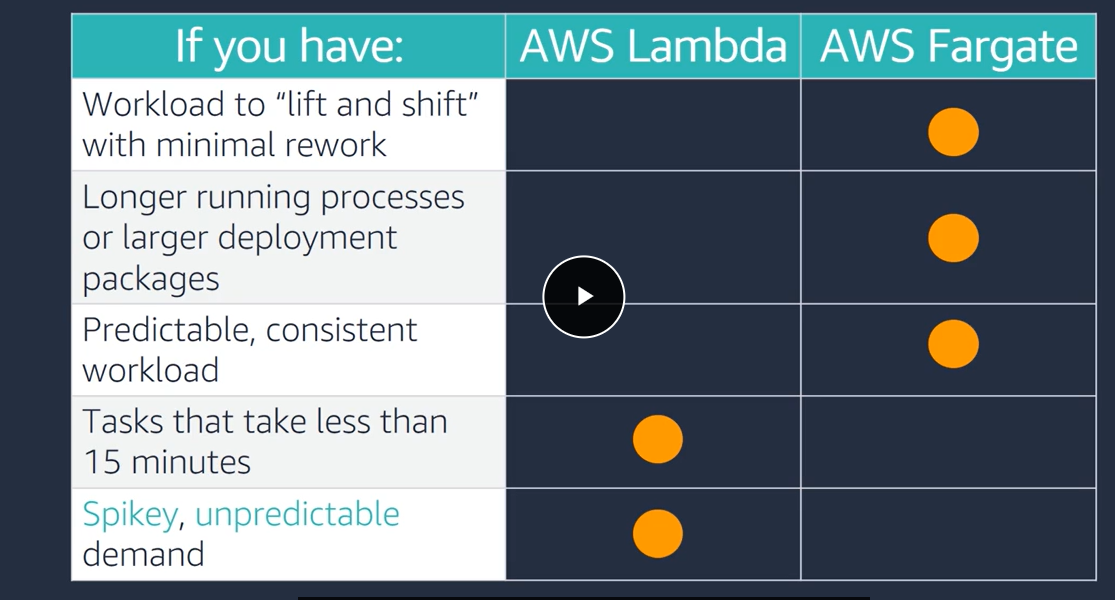 If you have:
AWS Lambda
AWS Fargate
Workload to “lift and shift”
with minimal rework
Longer running processes
or larger deployment
packages
Predictable, consistent
workload
Tasks that take less than
15 minutes
Spikey, unpredictable
demand